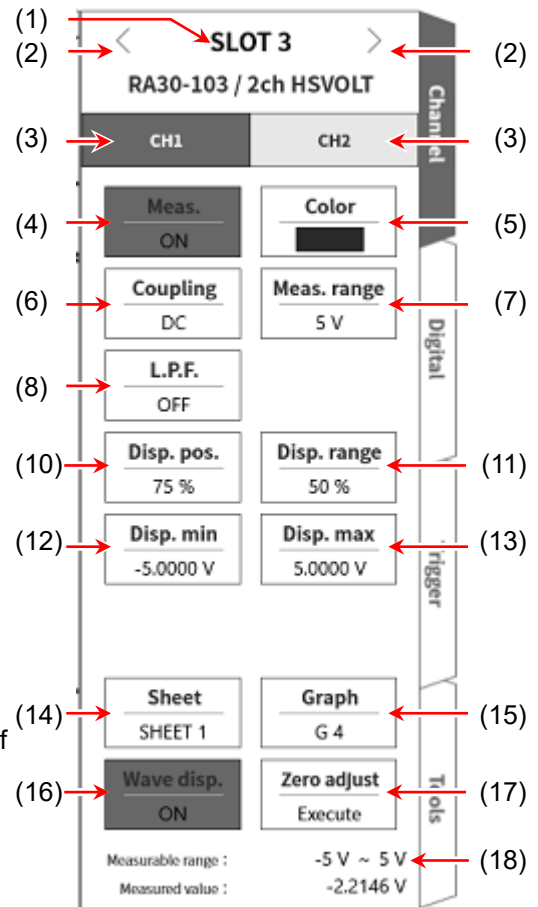 (1)
(2) < SLOT 3 > (2)
RA30-103 / 2ch HSVOLT
Channel
(3) CH1 CH2 (3)
(4) Meas. ON Color (5)
(6) Coupling DC Meas. range 5 V (7)
Digital
(8) L.P.F. OFF
(10) Disp. pos. 75 % Disp. range 50 % (11)
(12) Disp. min -5.0000 V Disp. max 5.0000 V (13)
Trigger
(14) Sheet SHEET 1 Graph G 4 (15)
f
(16) Wave disp. ON Zero adjust Execute (17)
Tools
Measurable range : -5 V ~ 5 V (18)
Measured value : -2.2146 V